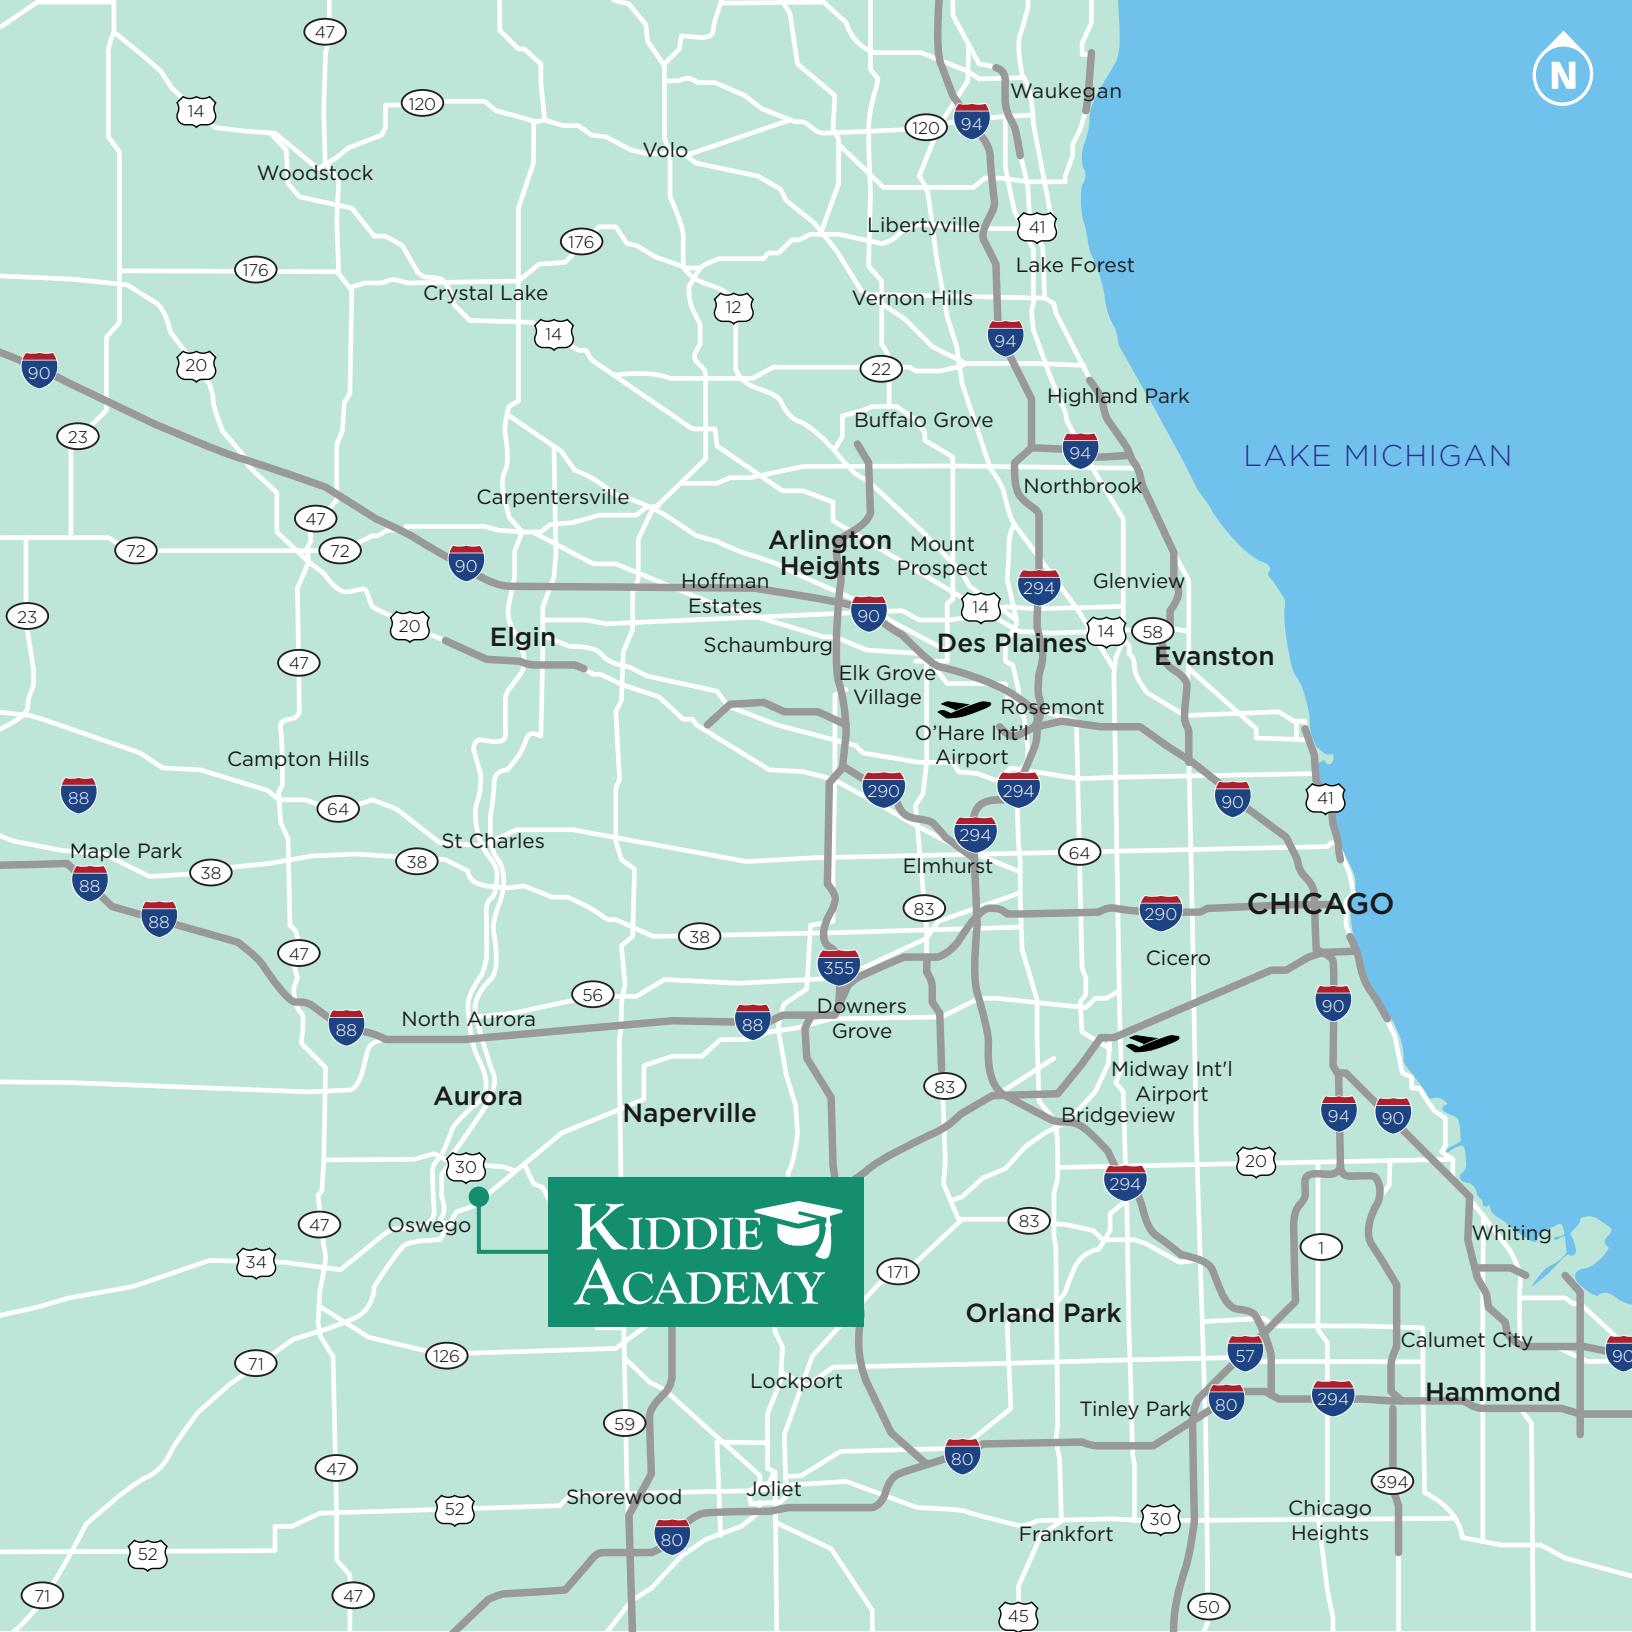 47
N
Waukegan
14
120
120
94
Volo
Woodstock
Libertyville
41
176
176
Lake Forest
Crystal Lake
Vernon Hills
12
14
94
20
90
22
Highland Park
Buffalo Grove
23
94
LAKE MICHIGAN
Northbrook
Carpentersville
47
Arlington
Heights
Mount
Prospect
72
72
90
Hoffman
Estates
294
Glenview
90
14
23
20
Elgin
Schaumburg
Des Plaines
14
58
Evanston
47
Elk Grove
Village
Rosemont
O’Hare Int’l
Airport
Campton Hills
88
290
294
90
41
64
294
St Charles
Maple Park
38
38
Elmhurst
64
88
88
83
290
CHICAGO
38
47
355
Cicero
56
90
Downers
Grove
North Aurora
88
88
Midway Int'l
Airport
83
Aurora
Naperville
Bridgeview
94
90
30
20
294
Oswego
47
83
Whiting
KIDDIE
ACADEMY
1
34
171
Orland Park
126
71
57
Calumet City
90
Lockport
Hammond
80
294
Tinley Park
59
80
47
394
Joliet
Shorewood
52
Chicago
Heights
30
Frankfort
80
52
71
47
45
50